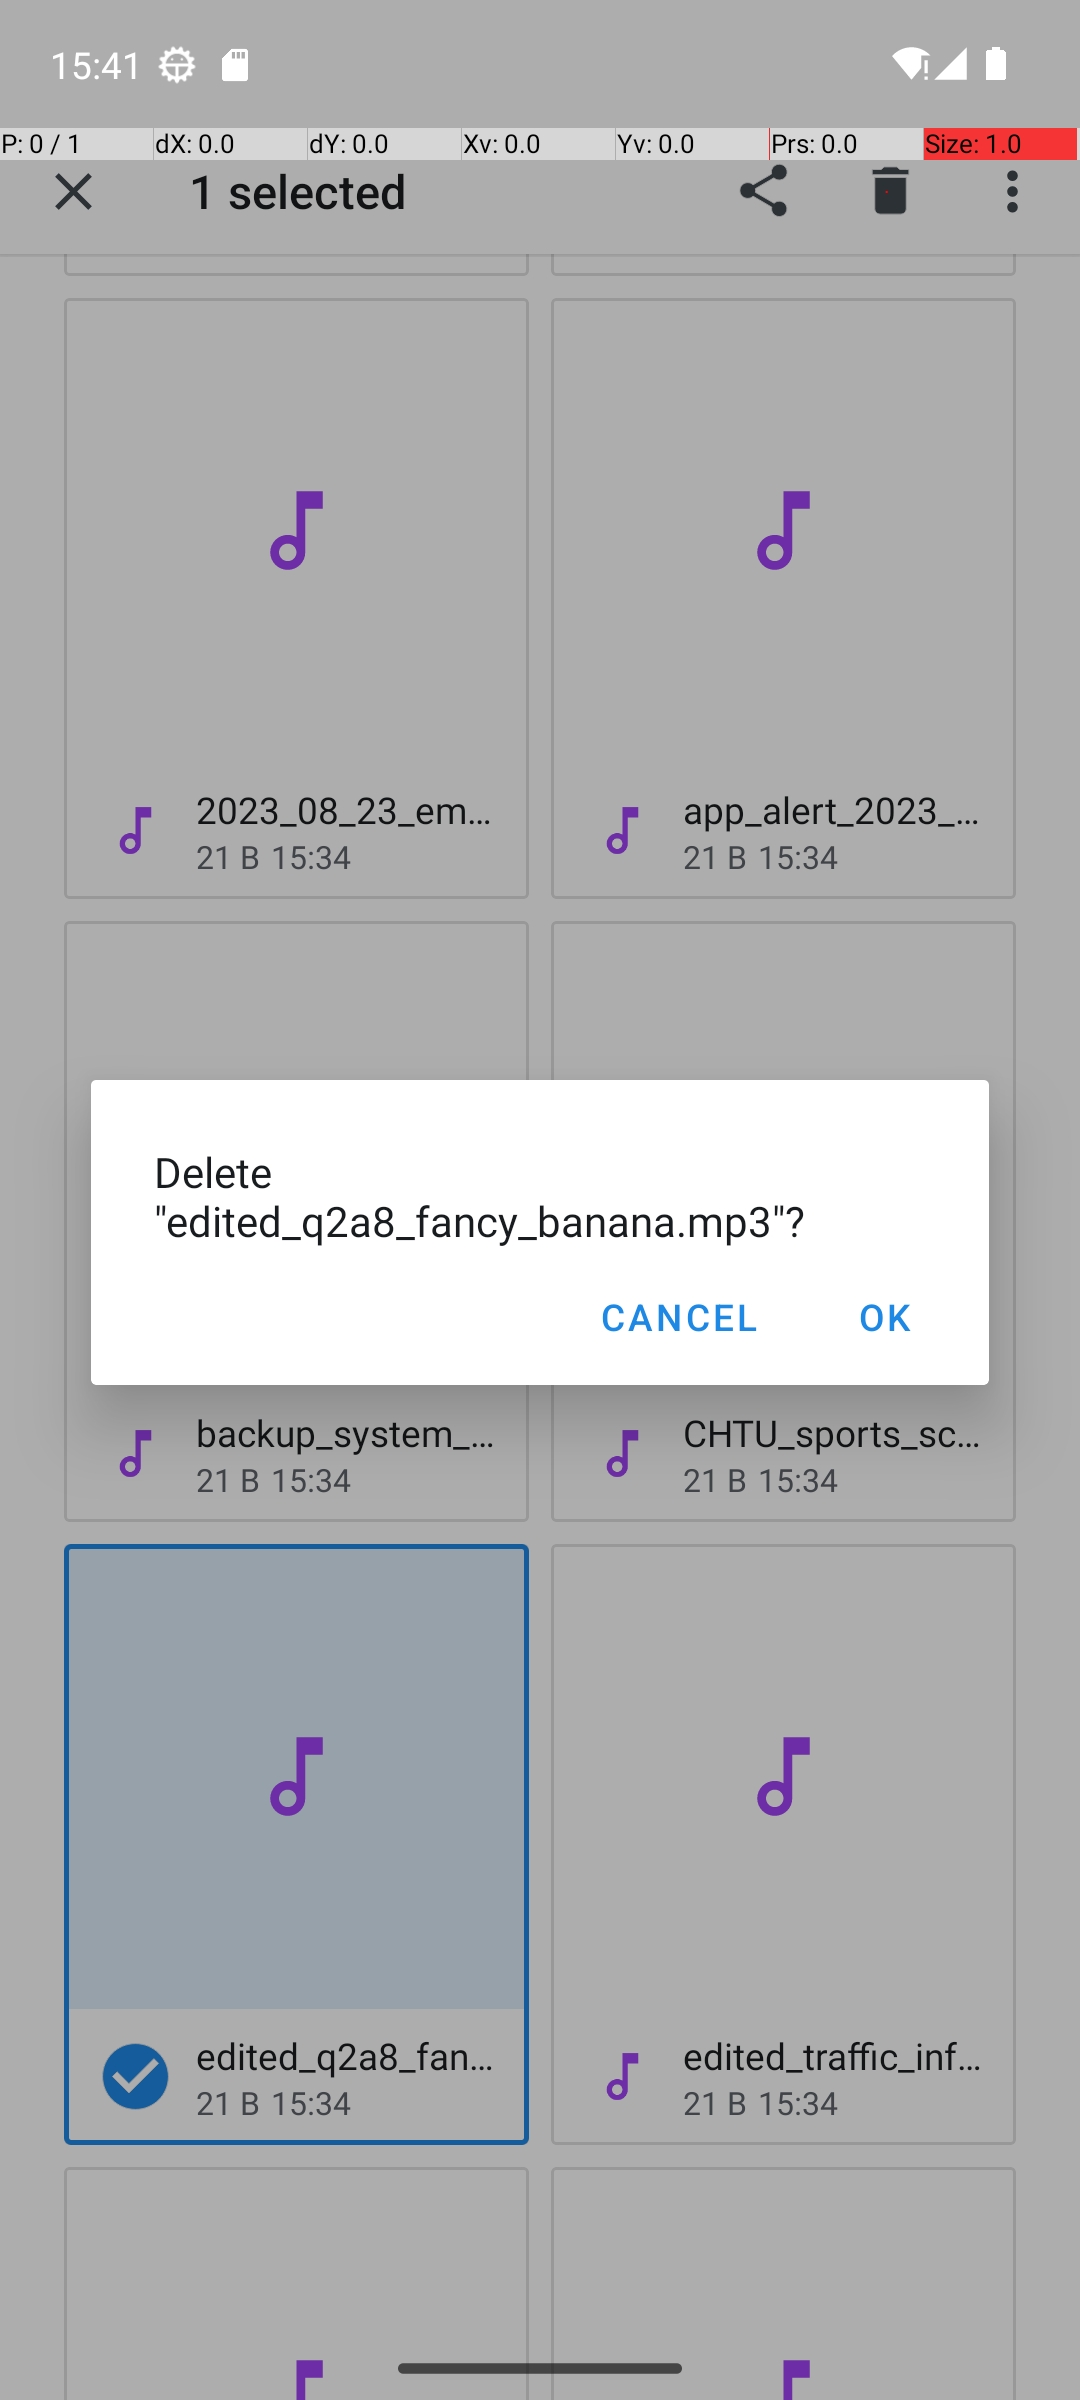 15:41
P: 0 / 1 dX: 0.0 dY: 0.0 Xv: 0.0 Yv: 0.0 Prs: 0.0 Size: 1.0
1 selected
2023_08_23_em...
21 B 15:34
app_alert_2023_...
21 B 15:34
Delete
"edited_q2a8_fancy_banana.mp3"?
CANCEL OK
backup_system_...
21 B 15:34
CHTU_sports_sc...
21 B 15:34
edited_q2a8_fan...
21 B 15:34
edited_traffic_inf...
21 B 15:34